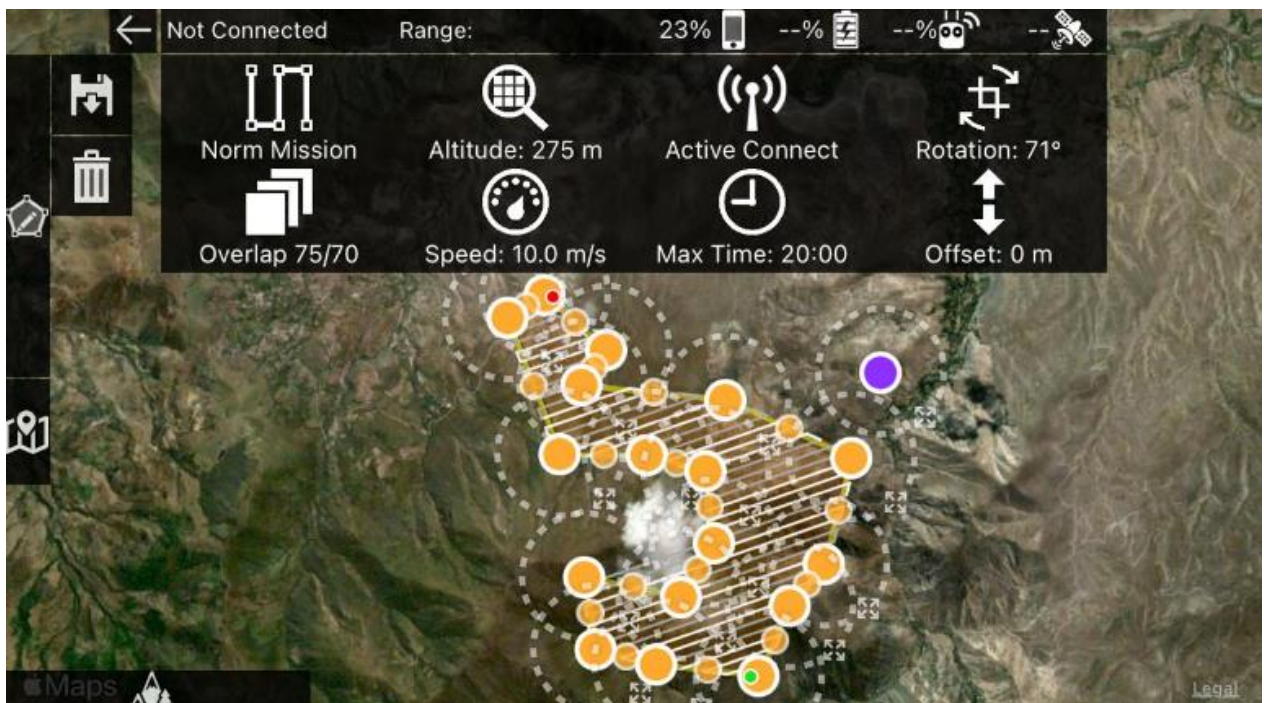 Not Connected Range: 23% --% --% --
Norm Mission Altitude: 275 m Active Connect Rotation: 71°
Overlap 75/70 Speed: 10.0 m/s Max Time: 20:00 Offset: 0 m
Maps
Legal